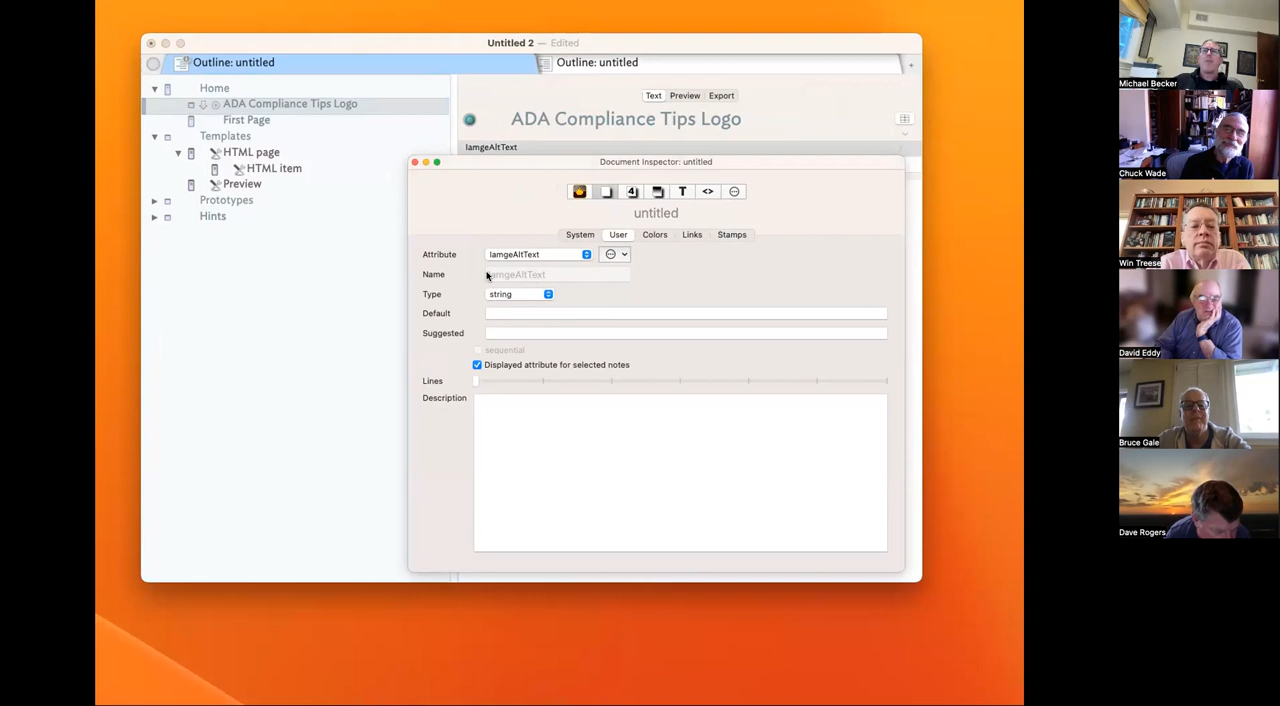 Untitled 2 — Edited
Outline: untitled
Outline: untitled
+
Home
ADA Compliance Tips Logo
First Page
Templates
HTML page
HTML item
Preview
Prototypes
Hints
Text Preview Export
ADA Compliance Tips Logo
IamgeAltText
Document Inspector: untitled
4 T <>
untitled
System User Colors Links Stamps
Attribute IamgeAltText
Name IamgeAltText
Type string
Default
Suggested
sequential
Displayed attribute for selected notes
Lines
Description
Michael Becker
Chuck Wade
Win Treese
David Eddy
Bruce Gale
Dave Rogers